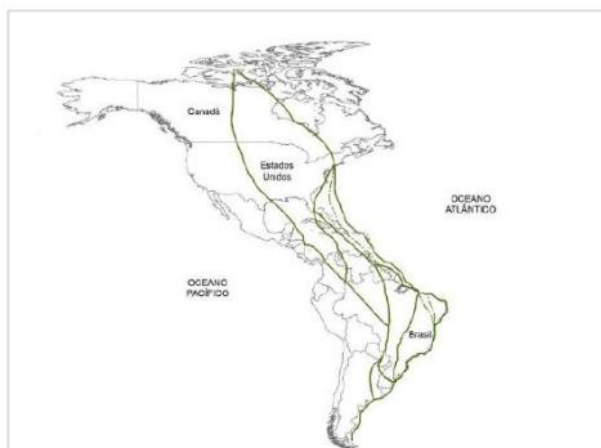 Canadá
Estados
Unidos
OCEANO
ATLÂNTICO
OCEANO
PACÍFICO
Brasil